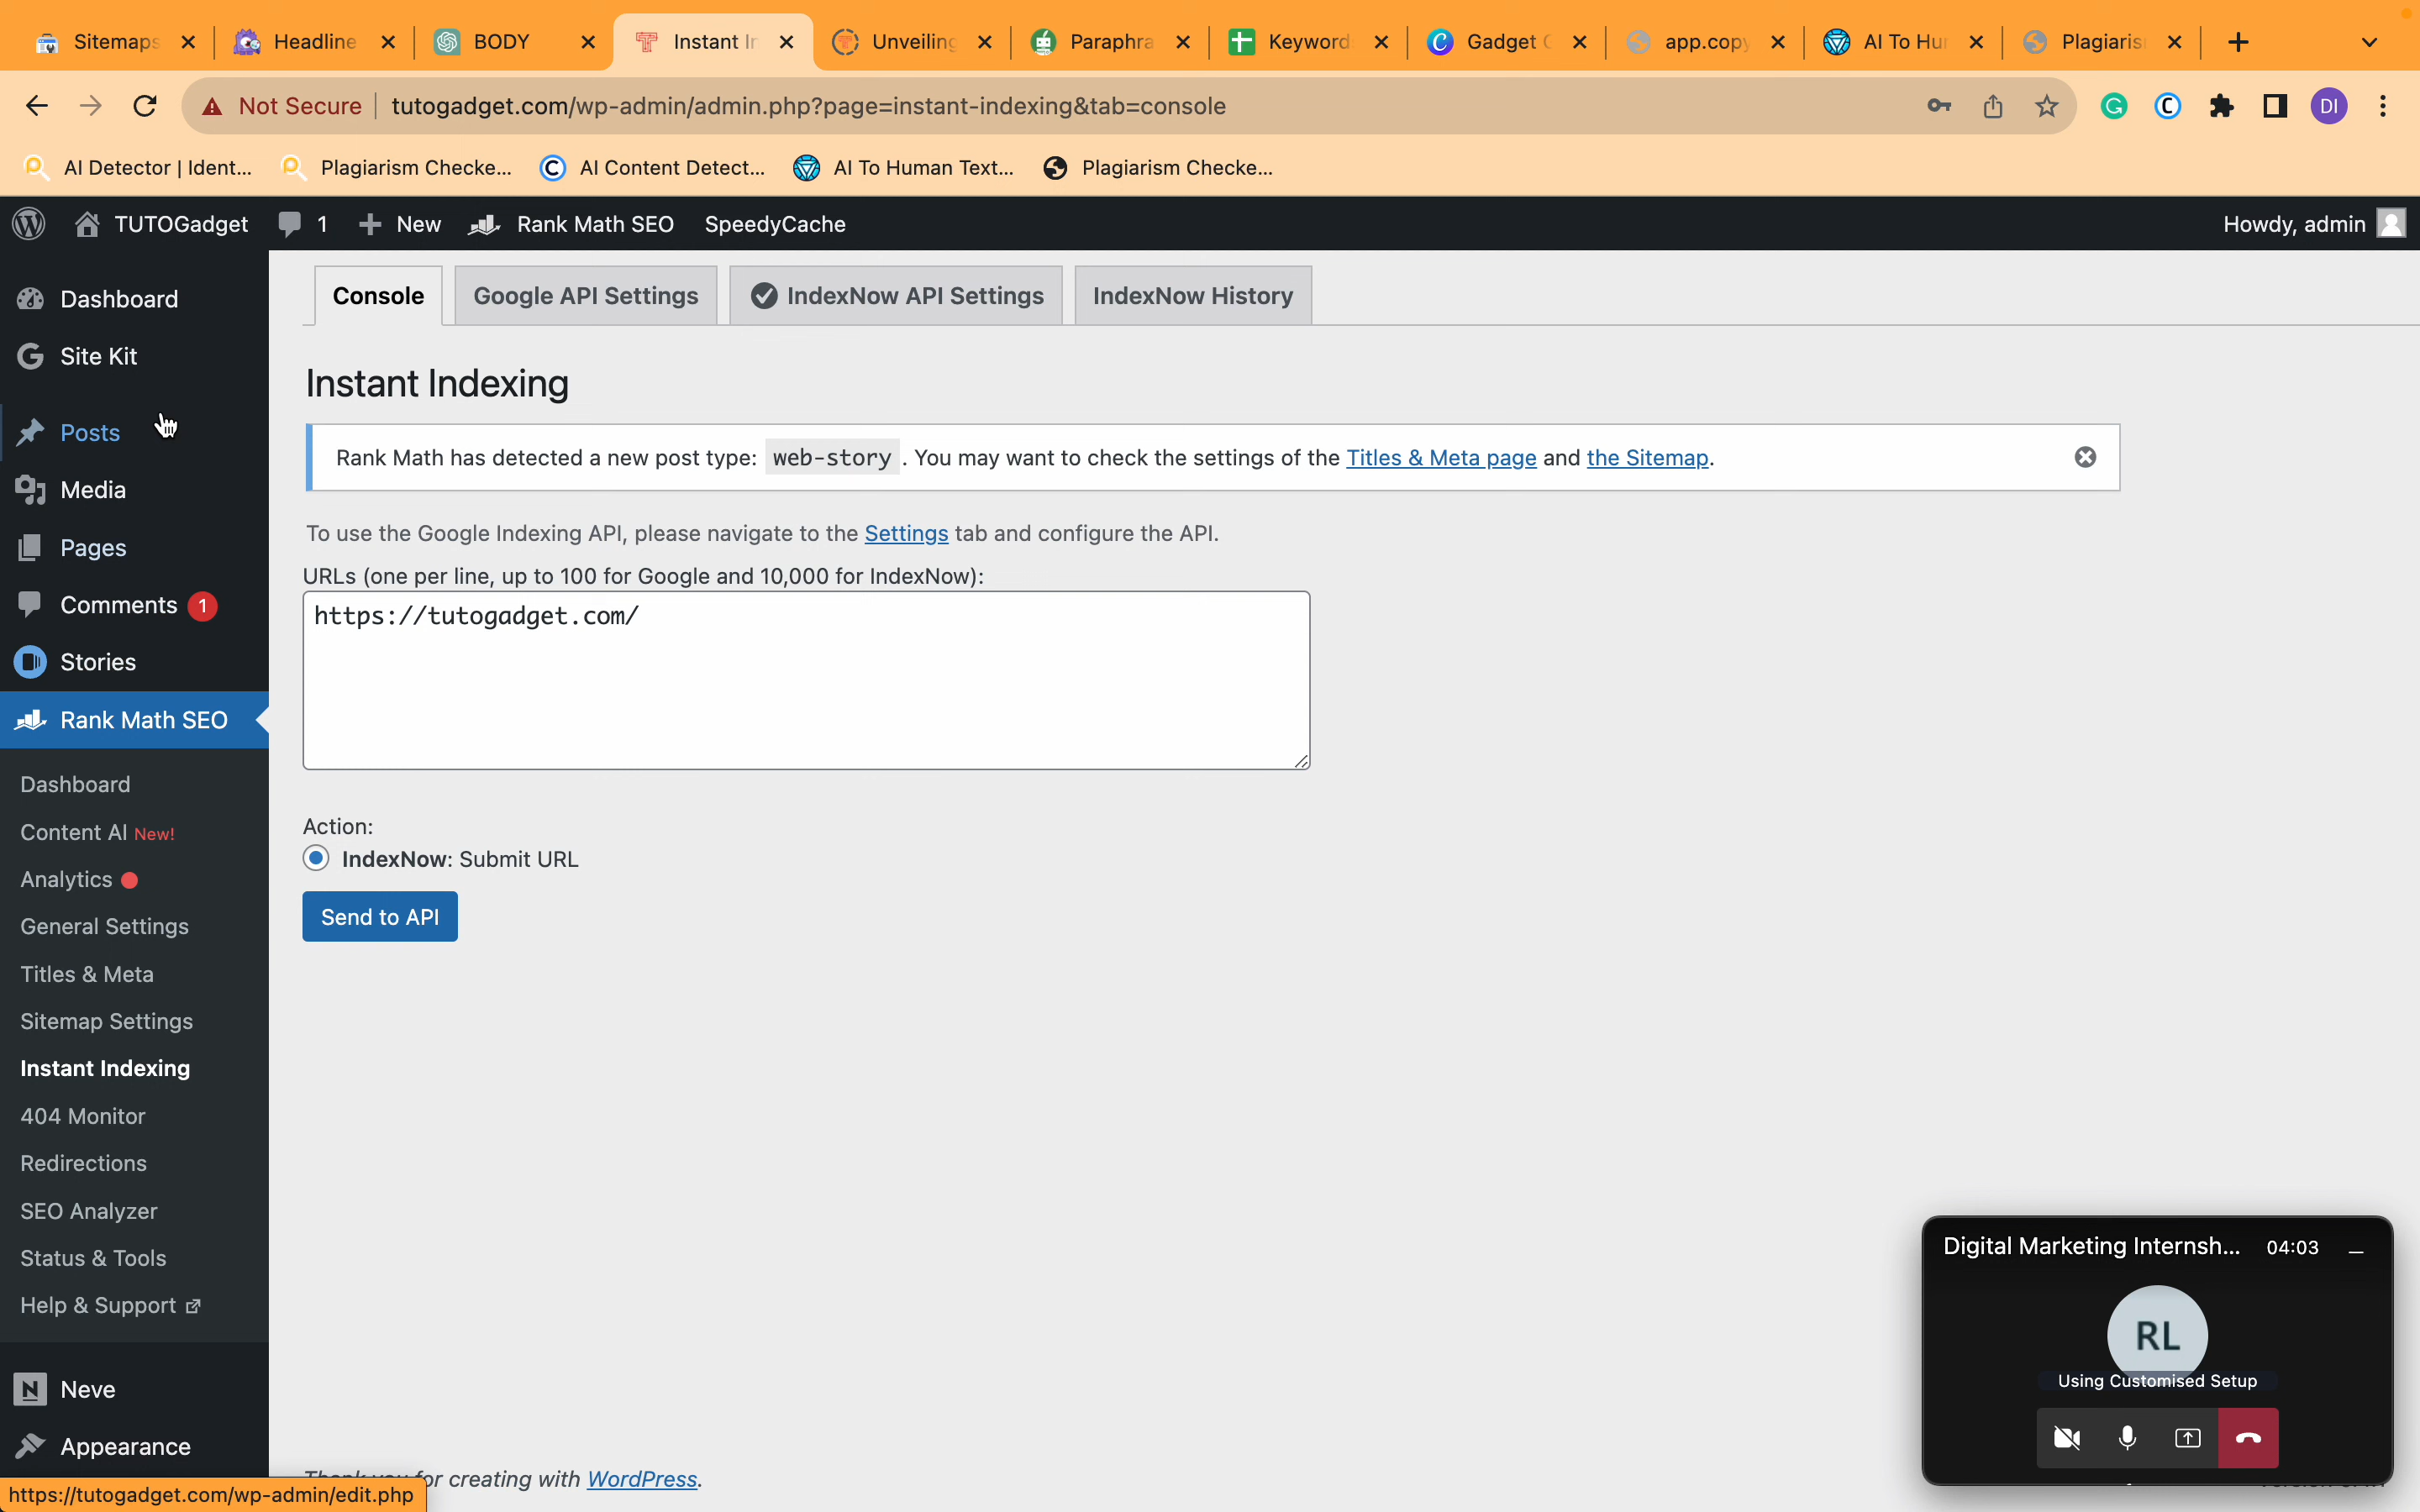 Sitemaps
Headline
BODY
Instant In
Unveiling
Paraphra
Keyword
Gadget
app.copy
AI To Hu
Plagiaris
Not Secure
tutogadget.com/wp-admin/admin.php?page=instant-indexing&tab=console
DI
AI Detector | Ident...
Plagiarism Checke...
AI Content Detect...
AI To Human Text...
Plagiarism Checke...
TUTOGadget
1
New
Rank Math SEO
SpeedyCache
Howdy, admin
Dashboard
Site Kit
Posts
Media
Pages
Comments 1
Stories
Rank Math SEO
Dashboard
Content AI New!
Analytics
General Settings
Titles & Meta
Sitemap Settings
Instant Indexing
404 Monitor
Redirections
SEO Analyzer
Status & Tools
Help & Support
Neve
Appearance
https://tutogadget.com/wp-admin/edit.php
Console
Google API Settings
IndexNow API Settings
IndexNow History
Instant Indexing
Rank Math has detected a new post type: web-story . You may want to check the settings of the Titles & Meta page and the Sitemap.
To use the Google Indexing API, please navigate to the Settings tab and configure the API.
URLs (one per line, up to 100 for Google and 10,000 for IndexNow):
https://tutogadget.com/
Action:
IndexNow: Submit URL
Send to API
Thank you for creating with WordPress.
Digital Marketing Internsh... 04:03
RL
Using Customised Setup